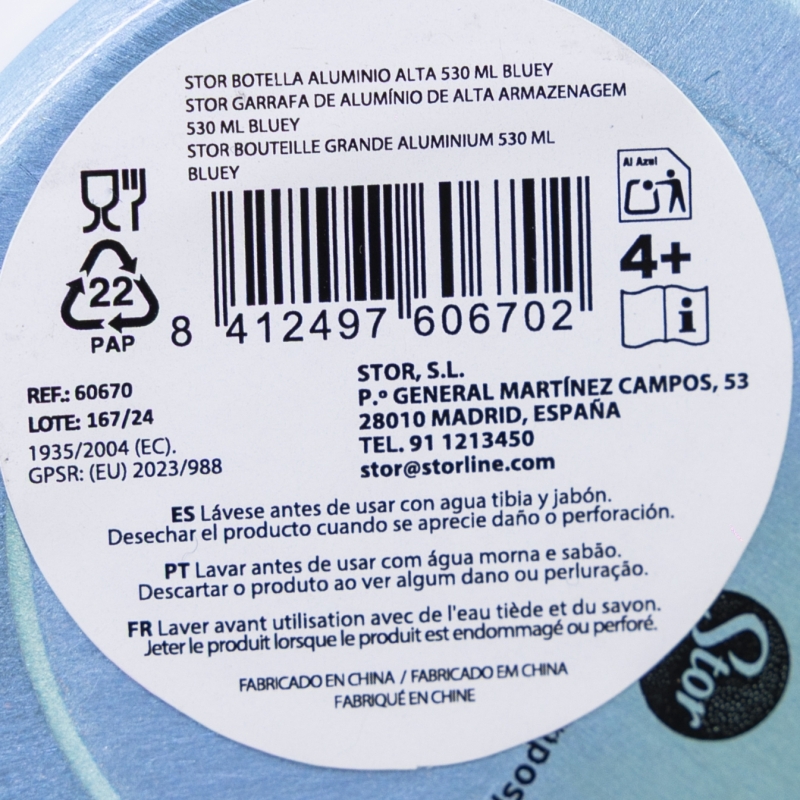 STOR BOTELLA ALUMINIO ALTA 530 ML BLUEY
STOR GARRAFA DE ALUMÍNIO DE ALTA ARMAZENAGEM
530 ML BLUEY
STOR BOUTEILLE GRANDE ALUMINIUM 530 ML
BLUEY
Al Azul
22
PAP
4+
i
8 412497 606702
REF.: 60670
LOTE: 167/24
1935/2004 (EC).
GPSR: (EU) 2023/988
STOR, S.L.
P.º GENERAL MARTÍNEZ CAMPOS, 53
28010 MADRID, ESPAÑA
TEL. 91 1213450
stor@storline.com
ES Lávese antes de usar con agua tibia y jabón.
Desechar el producto cuando se aprecie daño o perforación.
PT Lavar antes de usar com água morna e sabão.
Descartar o produto ao ver algum dano ou perluração.
FR Laver avant utilisation avec de l'eau tiède et du savon.
Jeter le produit lorsque le produit est endommagé ou perforé.
FABRICADO EN CHINA / FABRICADO EM CHINA
FABRIQUÉ EN CHINE
Stor